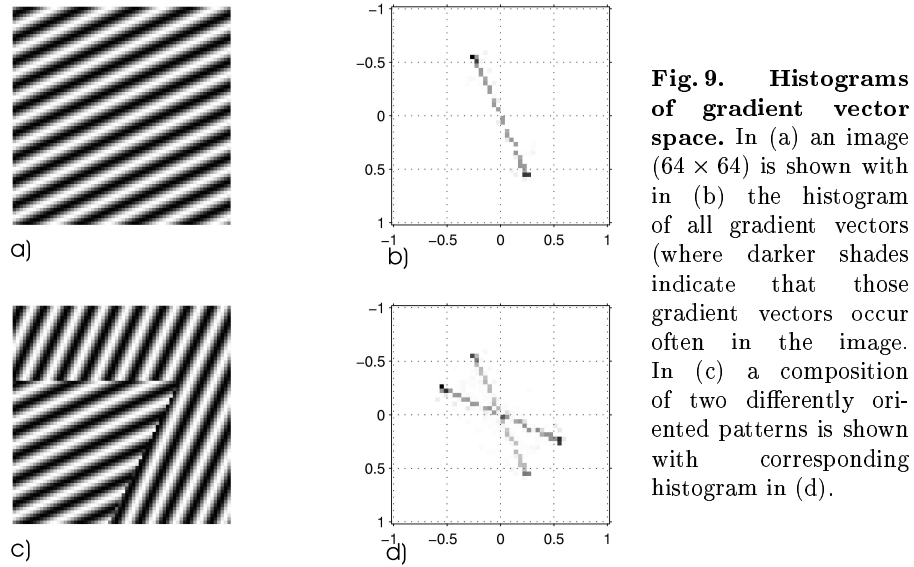 a)
−1
−0.5
0
0.5
1
−1 −0.5 0 0.5 1
b)
c)
−1
−0.5
0
0.5
1
−1 −0.5 0 0.5 1
d)
Fig. 9. Histograms
of gradient vector
space. In (a) an image
(64 × 64) is shown with
in (b) the histogram
of all gradient vectors
(where darker shades
indicate that those
gradient vectors occur
often in the image.
In (c) a composition
of two differently ori-
ented patterns is shown
with corresponding
histogram in (d).